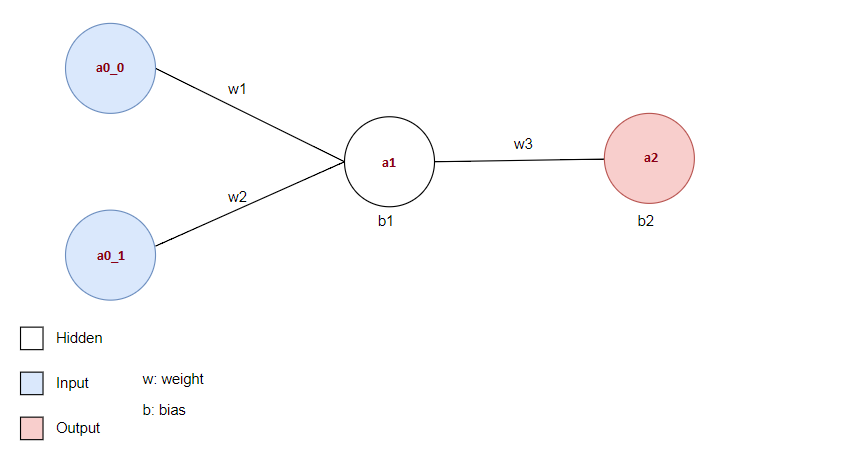 a0_0
w1
w3
a1
a2
w2
b1
b2
a0_1
Hidden
Input
w: weight
b: bias
Output